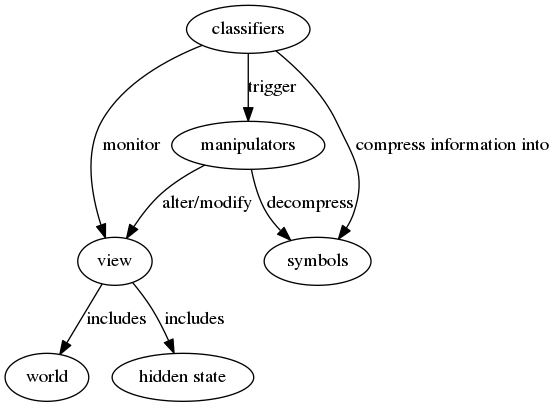 classifiers
trigger
monitor
manipulators
compress information into
alter/modify
decompress
view
symbols
includes
includes
world
hidden state